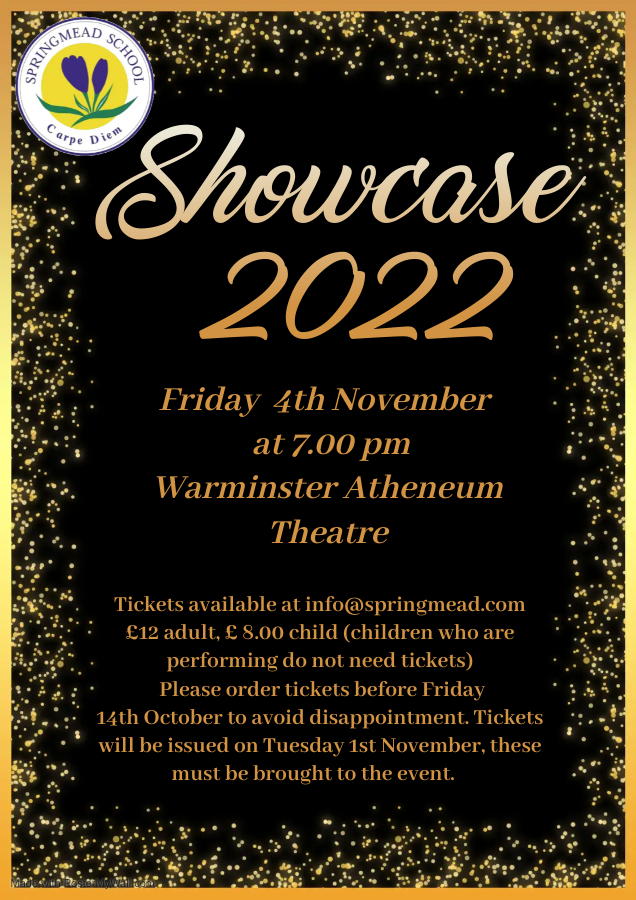 SPRINGMEAD SCHOOL
Carpe Diem
Showcase
2022
Friday 4th November
at 7.00 pm
Warminster Atheneum
Theatre
Tickets available at info@springmead.com
£12 adult, £ 8.00 child (children who are
performing do not need tickets)
Please order tickets before Friday
14th October to avoid disappointment. Tickets
will be issued on Tuesday 1st November, these
must be brought to the event.
Made with PosterMyWall.com